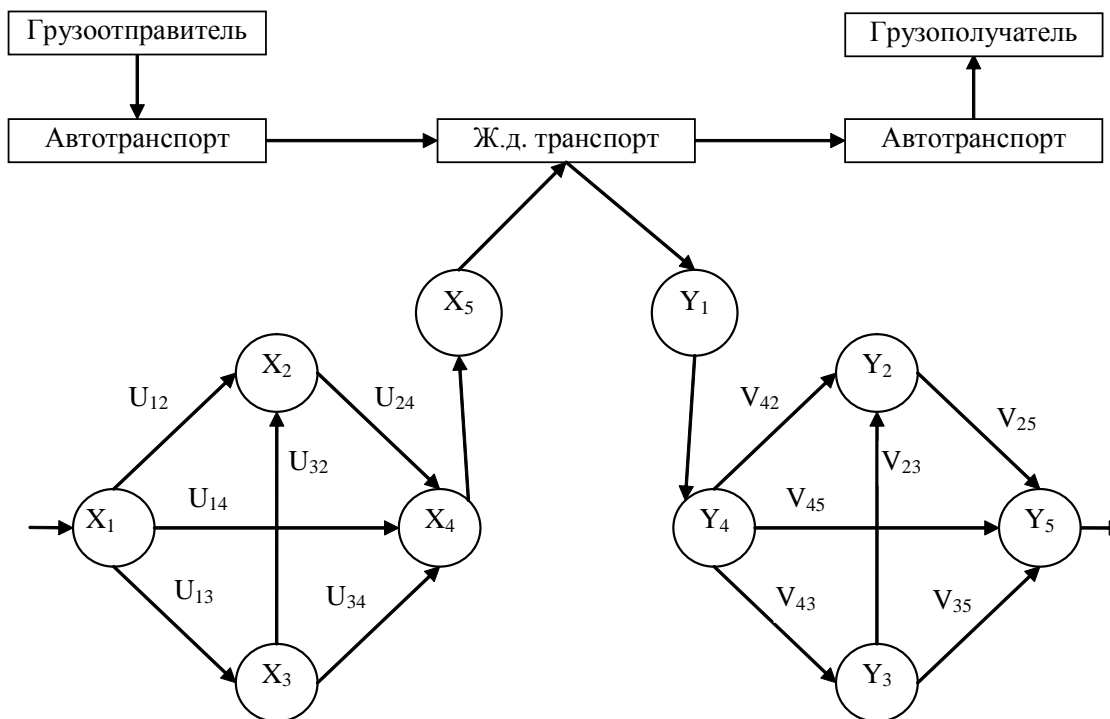 Грузоотправитель
Грузополучатель
Автотранспорт
Ж.д. транспорт
Автотранспорт
X₅
Y₁
X₂
Y₂
U₁₂
U₂₄
V₄₂
V₂₅
U₃₂
V₂₃
X₁
U₁₄
X₄
Y₄
V₄₅
Y₅
U₁₃
U₃₄
V₄₃
V₃₅
X₃
Y₃